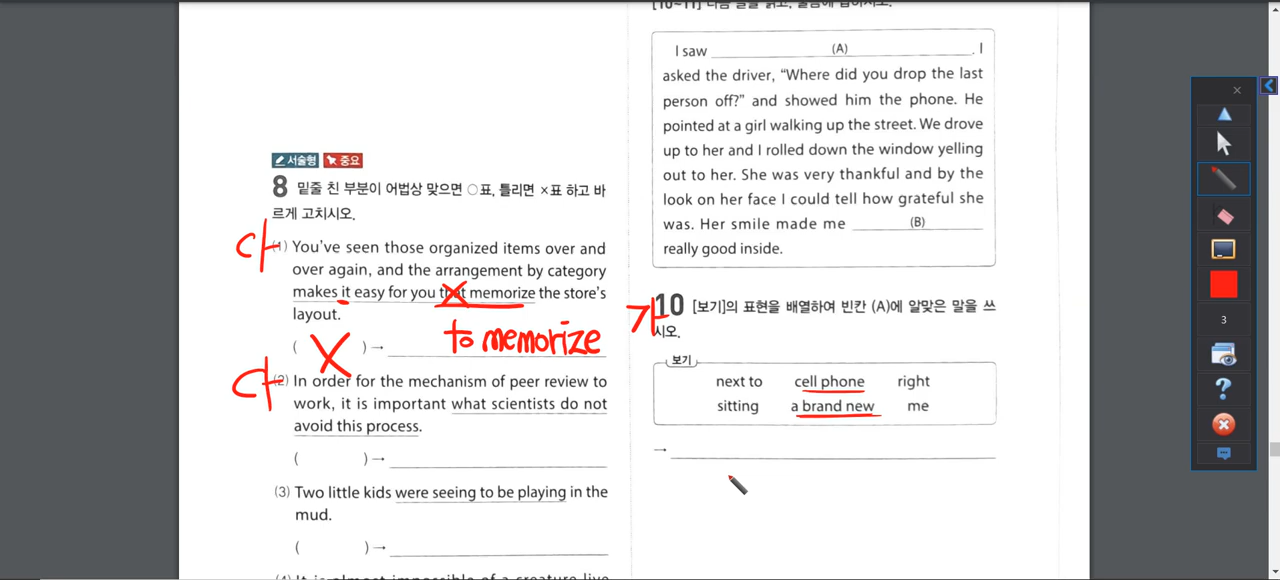 서술형 중요
8 밑줄 친 부분이 어법상 맞으면 ○표, 틀리면 ×표 하고 바
르게 고치시오.
(1) You've seen those organized items over and
over again, and the arrangement by category
makes it easy for you that memorize the store's
layout.
( X ) → to memorize
(2) In order for the mechanism of peer review to
work, it is important what scientists do not
avoid this process.
( ) →
(3) Two little kids were seeing to be playing in the
mud.
( ) →
I saw (A) . I
asked the driver, “Where did you drop the last
person off?” and showed him the phone. He
pointed at a girl walking up the street. We drove
up to her and I rolled down the window yelling
out to her. She was very thankful and by the
look on her face I could tell how grateful she
was. Her smile made me (B)
really good inside.
10 [보기]의 표현을 배열하여 빈칸 (A)에 알맞은 말을 쓰
시오.
보기
next to cell phone right
sitting a brand new me
→
3